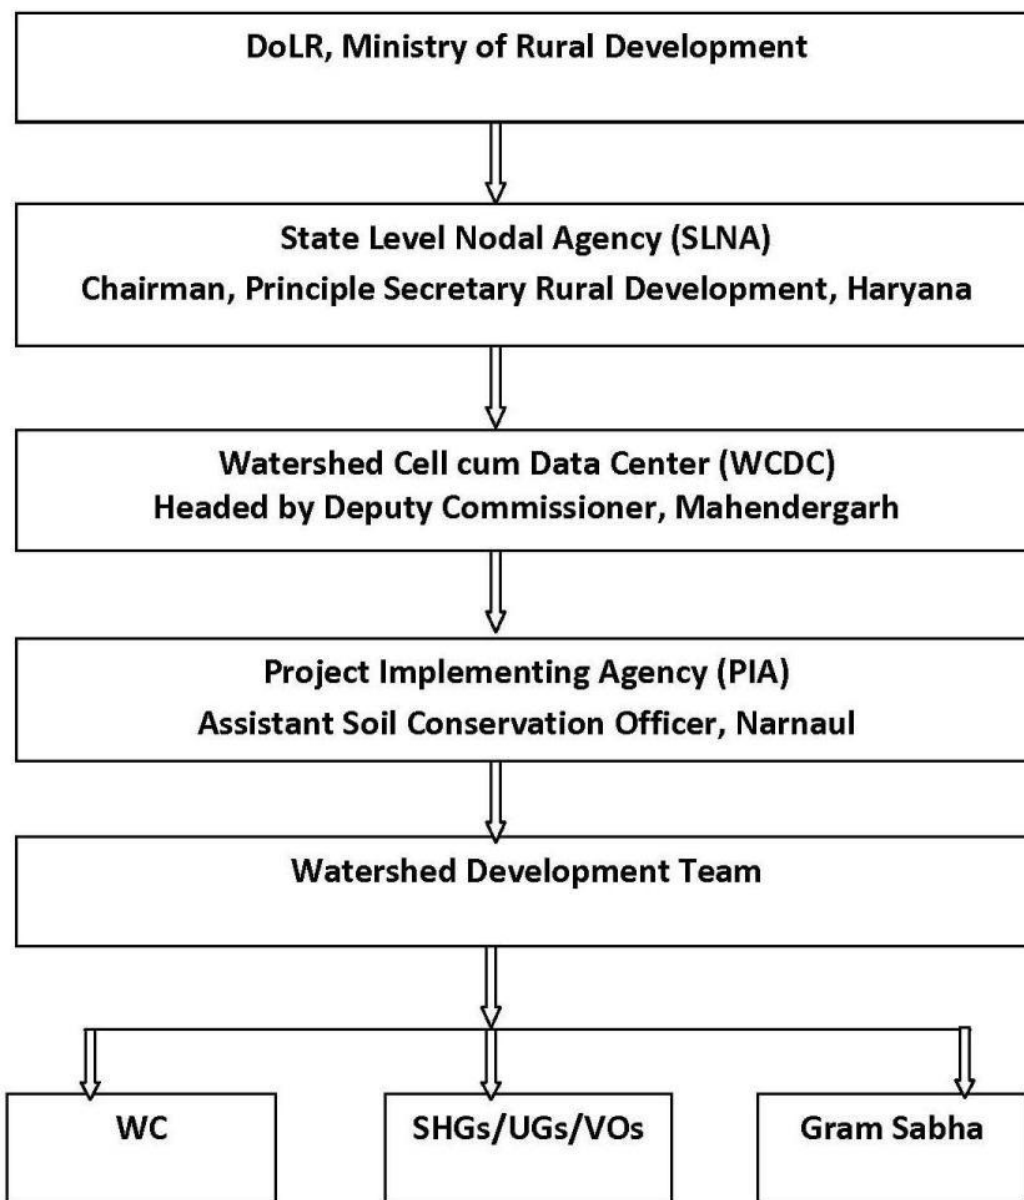 DoLR, Ministry of Rural Development
State Level Nodal Agency (SLNA)
Chairman, Principle Secretary Rural Development, Haryana
Watershed Cell cum Data Center (WCDC)
Headed by Deputy Commissioner, Mahendergarh
Project Implementing Agency (PIA)
Assistant Soil Conservation Officer, Narnaul
Watershed Development Team
WC
SHGs/UGs/VOs
Gram Sabha